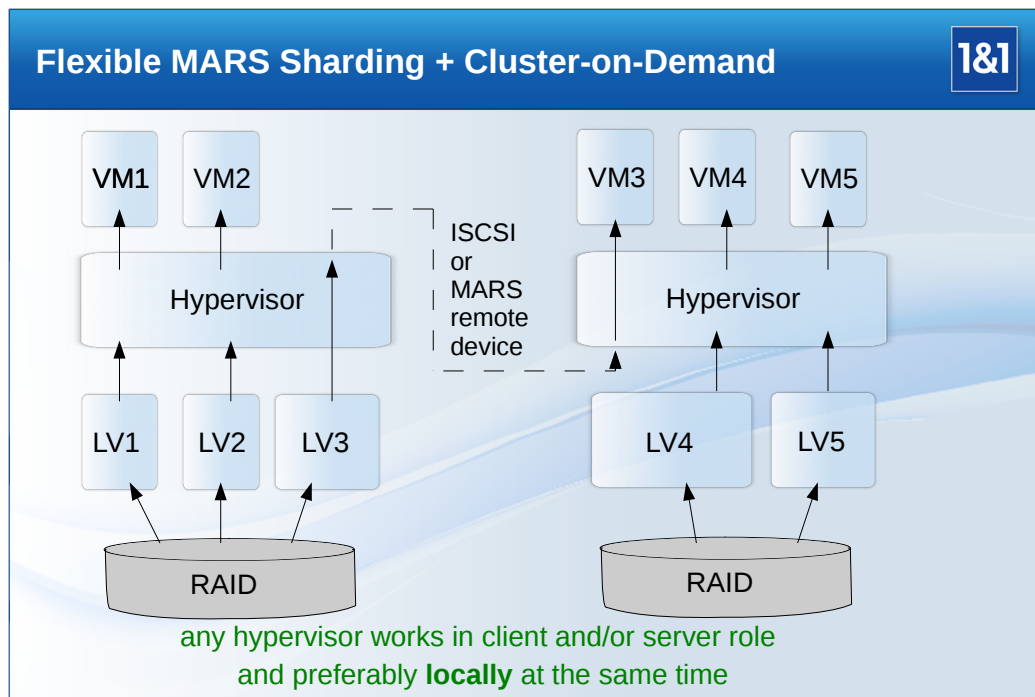 Flexible MARS Sharding + Cluster-on-Demand
1&1
VM1
VM2
VM3
VM4
VM5
ISCSI
or
MARS
remote
device
Hypervisor
Hypervisor
LV1
LV2
LV3
LV4
LV5
RAID
RAID
any hypervisor works in client and/or server role
and preferably locally at the same time